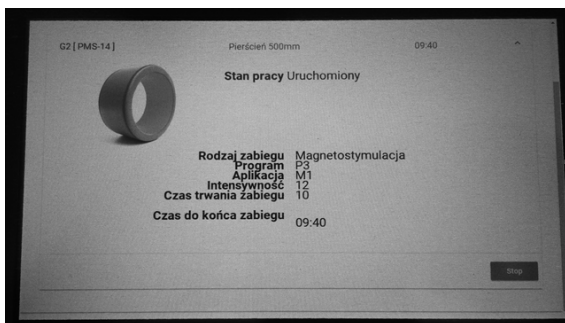 G2 [ PMS-14 ] Pierścień 500mm 09:40
Stan pracy Uruchomiony
Rodzaj zabiegu Magnetostymulacja
Program P3
Aplikacja M1
Intensywność 12
Czas trwania zabiegu 10
Czas do końca zabiegu 09:40
Stop